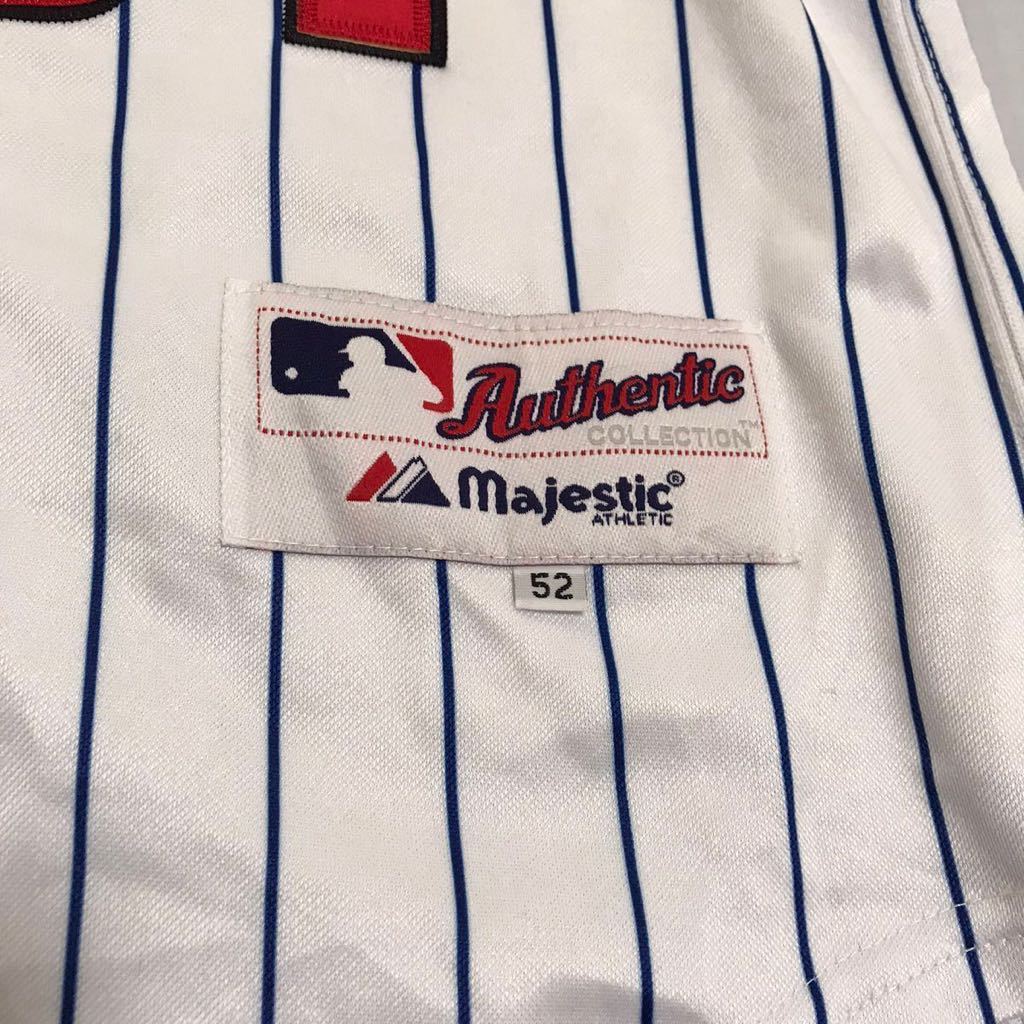 Authentic
COLLECTION™
Majestic®
ATHLETIC
52